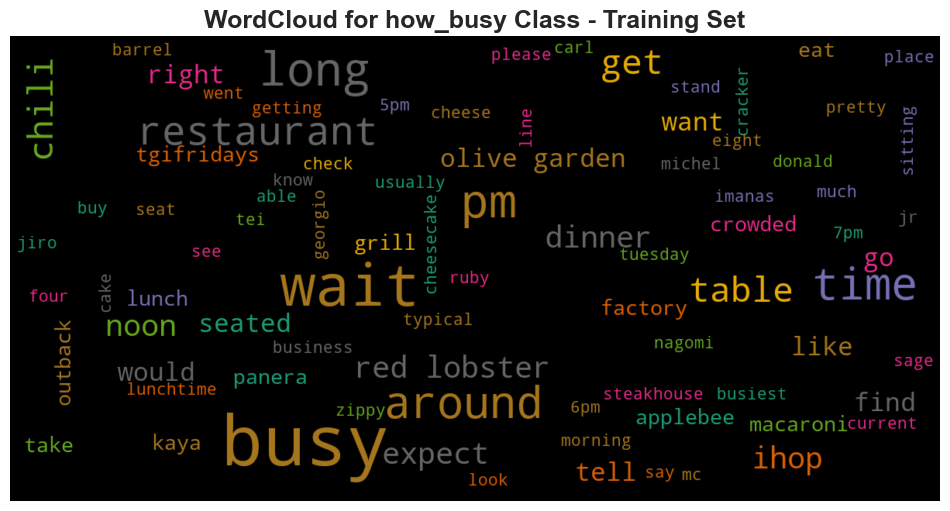 WordCloud for how_busy Class - Training Set
barrel
long
please
carl
get
eat
place
chili
right
went
getting
5pm
cheese
line
stand
cracker
pretty
restaurant
want
eight
sitting
tgifridays
check
olive garden
michel
donald
know
able
usually
imanas
much
buy
seat
tei
georgio
pm
crowded
7pm
jr
jiro
see
grill
cheesecake
dinner
tuesday
go
four
cake
lunch
wait
ruby
factory
table
time
noon
seated
typical
outback
business
nagomi
like
sage
would
panera
red lobster
lunchtime
steakhouse
busiest
find
zippy
around
6pm
applebee
macaroni
current
take
kaya
busy
expect
morning
ihop
look
tell
say
mc